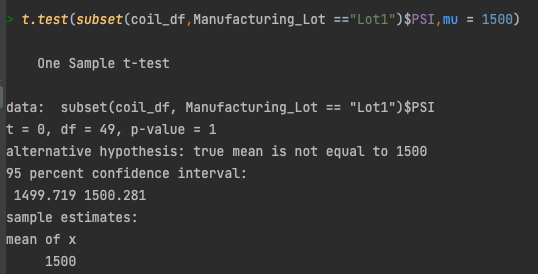 > t.test(subset(coil_df,Manufacturing_Lot =="Lot1")$PSI,mu = 1500)
One Sample t-test
data:  subset(coil_df, Manufacturing_Lot == "Lot1")$PSI
t = 0, df = 49, p-value = 1
alternative hypothesis: true mean is not equal to 1500
95 percent confidence interval:
1499.719 1500.281
sample estimates:
mean of x
1500